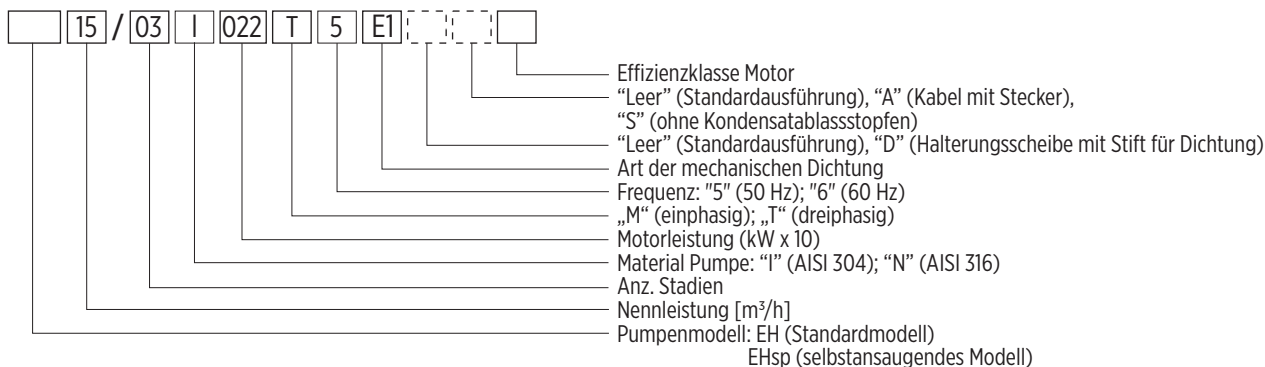 15 / 03 I 022 T 5 E1
Effizienzklasse Motor
“Leer” (Standardausführung), “A” (Kabel mit Stecker),
“S” (ohne Kondensatablassstopfen)
“Leer” (Standardausführung), “D” (Halterungsscheibe mit Stift für Dichtung)
Art der mechanischen Dichtung
Frequenz: "5" (50 Hz); "6" (60 Hz)
„M“ (einphasig); „T“ (dreiphasig)
Motorleistung (kW x 10)
Material Pumpe: “I” (AISI 304); “N” (AISI 316)
Anz. Stadien
Nennleistung [m³/h]
Pumpenmodell: EH (Standardmodell)
EHsp (selbstansaugendes Modell)